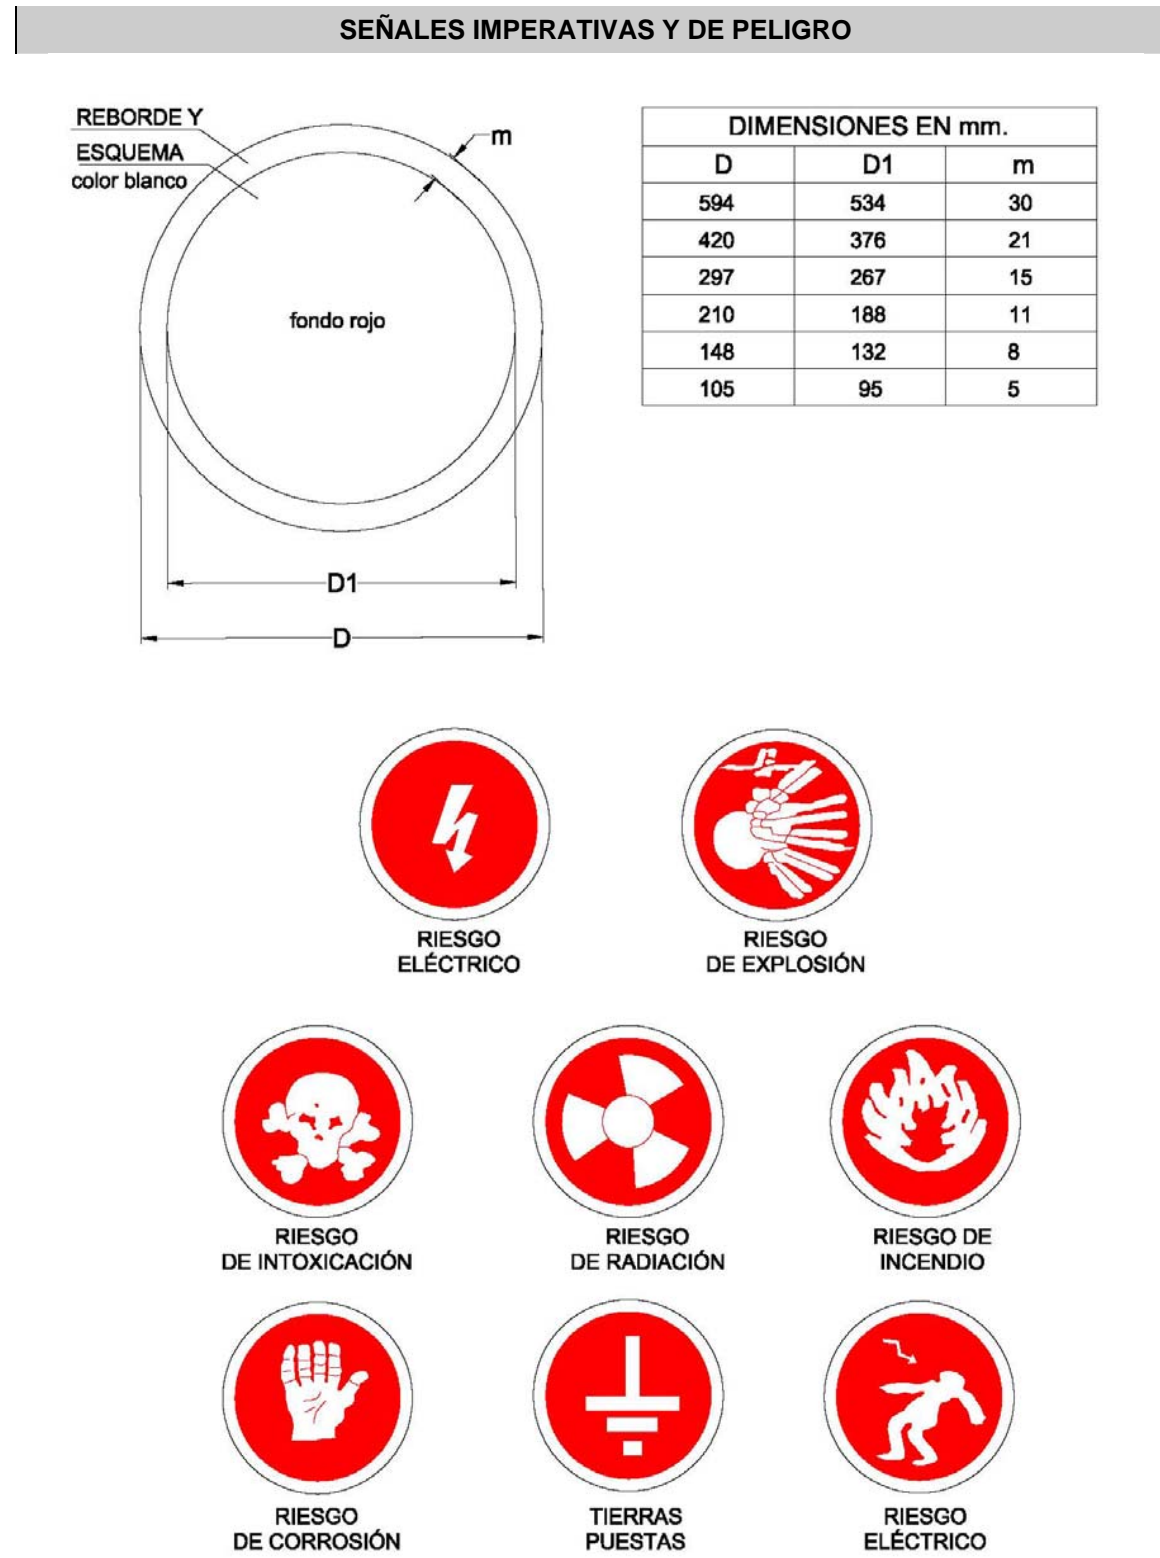 SEÑALES IMPERATIVAS Y DE PELIGRO
REBORDE Y
ESQUEMA
color blanco
m
fondo rojo
D1
D
DIMENSIONES EN mm.
D D1 m
594 534 30
420 376 21
297 267 15
210 188 11
148 132 8
105 95 5
RIESGO
ELÉCTRICO
RIESGO
DE EXPLOSIÓN
RIESGO
DE INTOXICACIÓN
RIESGO
DE RADIACIÓN
RIESGO DE
INCENDIO
RIESGO
DE CORROSIÓN
TIERRAS
PUESTAS
RIESGO
ELÉCTRICO